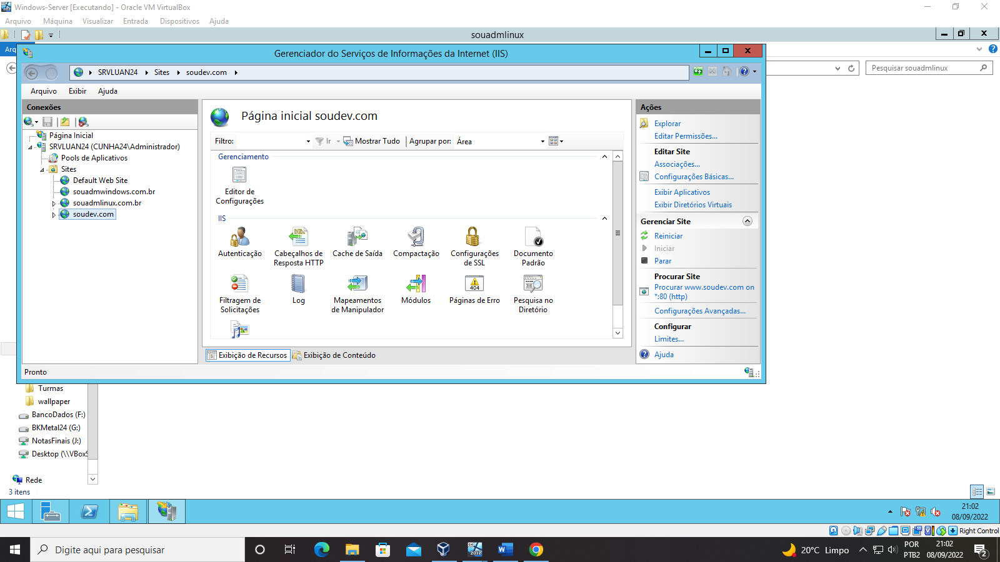 Windows-Server [Executando] - Oracle VM VirtualBox
Arquivo Máquina Visualizar Entrada Dispositivos Ajuda
souadmlinux
Arq
Gerenciador do Serviços de Informações da Internet (IIS)
SRVLUAN24 Sites soudev.com
Pesquisar souadmlinux
Arquivo Exibir Ajuda
Conexões
Página Inicial
SRVLUAN24 (CUNHA24\Administrador)
Pools de Aplicativos
Sites
Default Web Site
souadmwindows.com.br
souadmlinux.com.br
soudev.com
Página inicial soudev.com
Filtro: Ir Mostrar Tudo Agrupar por: Área
Gerenciamento
Editor de
Configurações
IIS
Autenticação
Cabeçalhos de
Resposta HTTP
Cache de Saída
Compactação
Configurações
de SSL
Documento
Padrão
Filtragem de
Solicitações
Log
Mapeamentos
de Manipulador
Módulos
404
Páginas de Erro
Pesquisa no
Diretório
Exibição de Recursos Exibição de Conteúdo
Ações
Explorar
Editar Permissões...
Editar Site
Associações...
Configurações Básicas...
Exibir Aplicativos
Exibir Diretórios Virtuais
Gerenciar Site
Reiniciar
Iniciar
Parar
Procurar Site
Procurar www.soudev.com on
*:80 (http)
Configurações Avançadas...
Configurar
Limites...
Ajuda
Pronto
Turmas
wallpaper
BancoDados (F:)
BKMetal24 (G:)
NotasFinais (J:)
Desktop (\\VBoxS
Rede
3 itens
21:02
08/09/2022
Right Control
Digite aqui para pesquisar
2012
20°C Limpo
POR
PTB2
21:02
08/09/2022
2